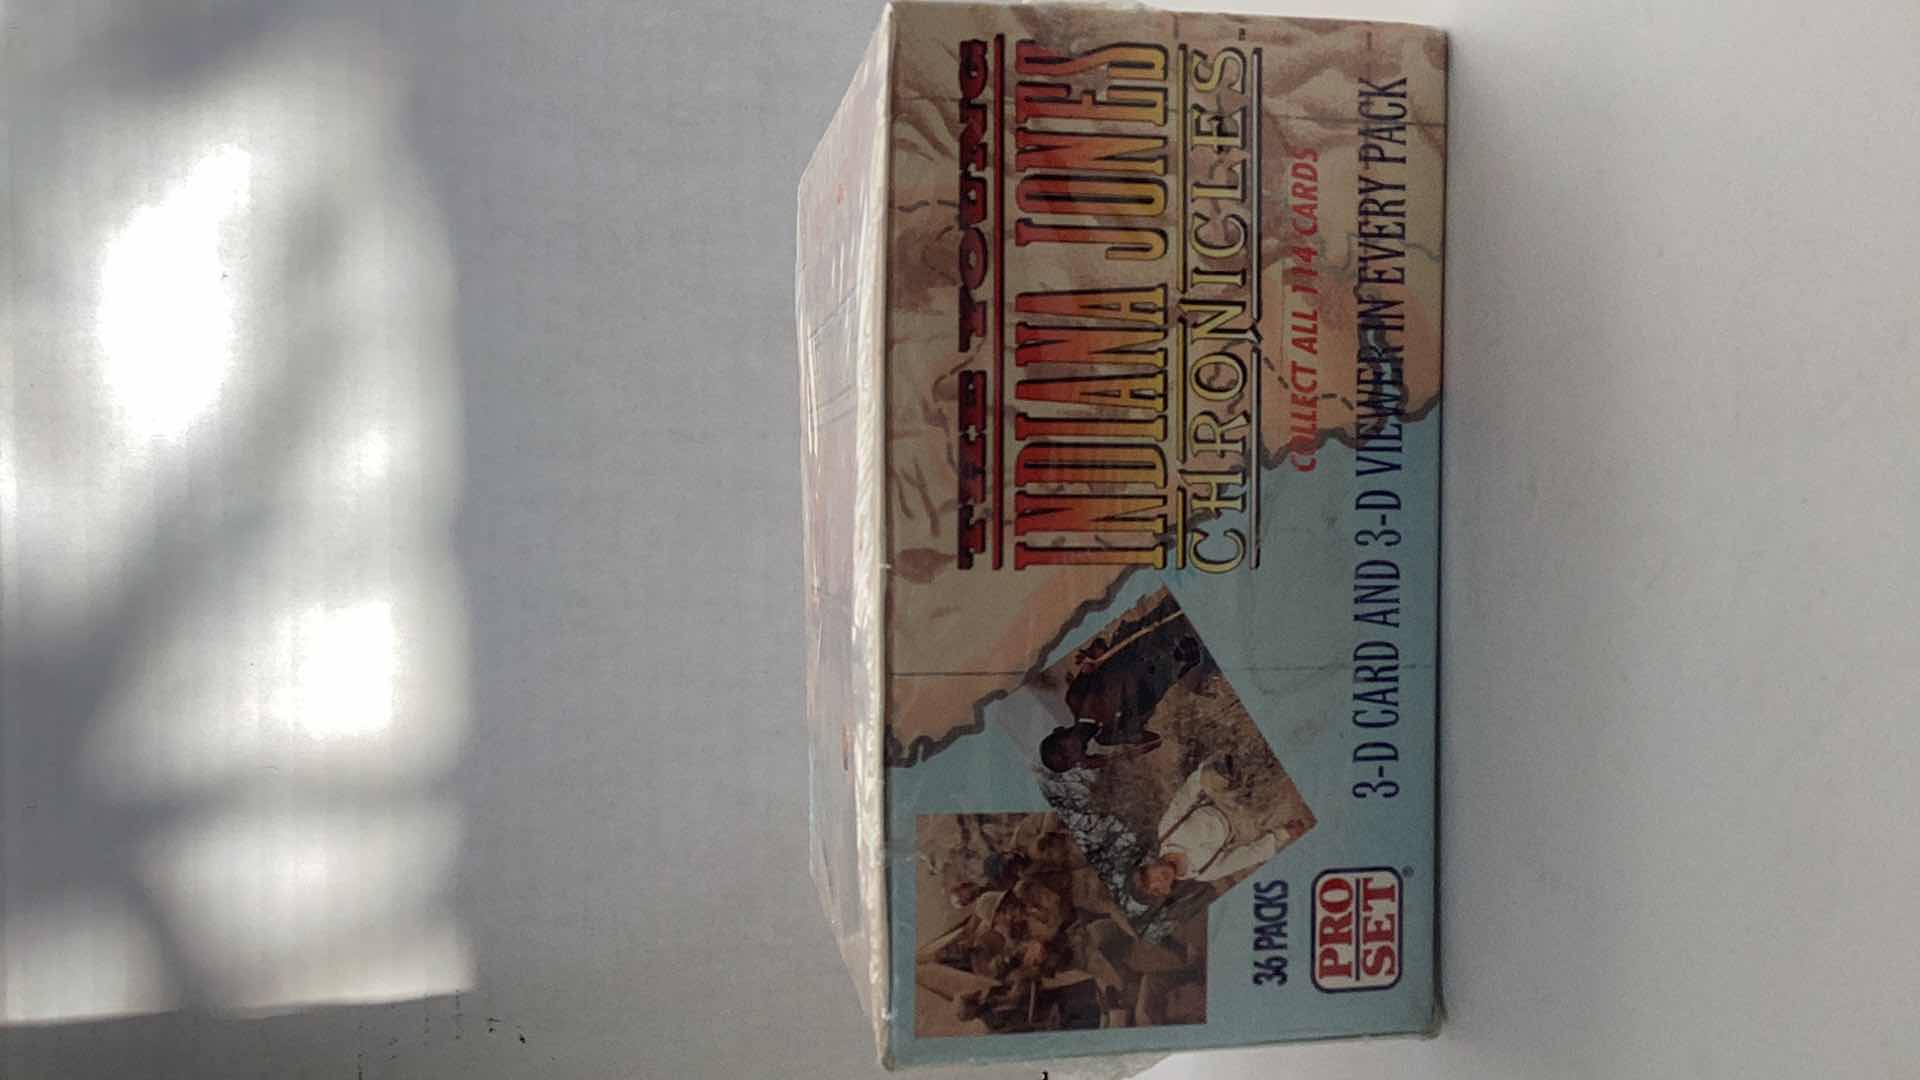 THE YOUNG
INDIANA JONES
CHRONICLES™
COLLECT ALL 114 CARDS
3-D CARD AND 3-D VIEWER IN EVERY PACK
36 PACKS
PRO
SET®